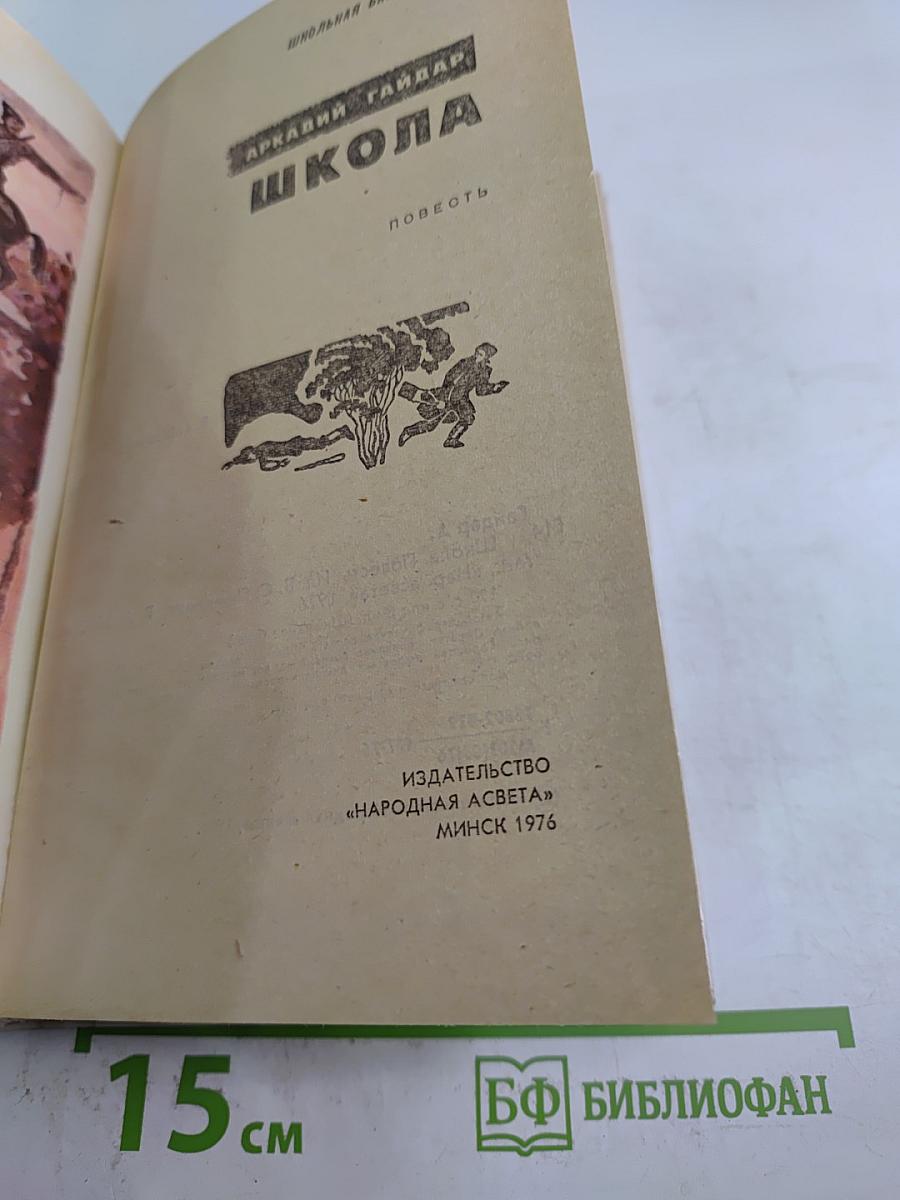 ШКОЛЬНАЯ
АРКАДИЙ ГАЙДАР
ШКОЛА
ПОВЕСТЬ
ИЗДАТЕЛЬСТВО
«НАРОДНАЯ АСВЕТА»
МИНСК 1976
15 см
БФ БИБЛИОФАН